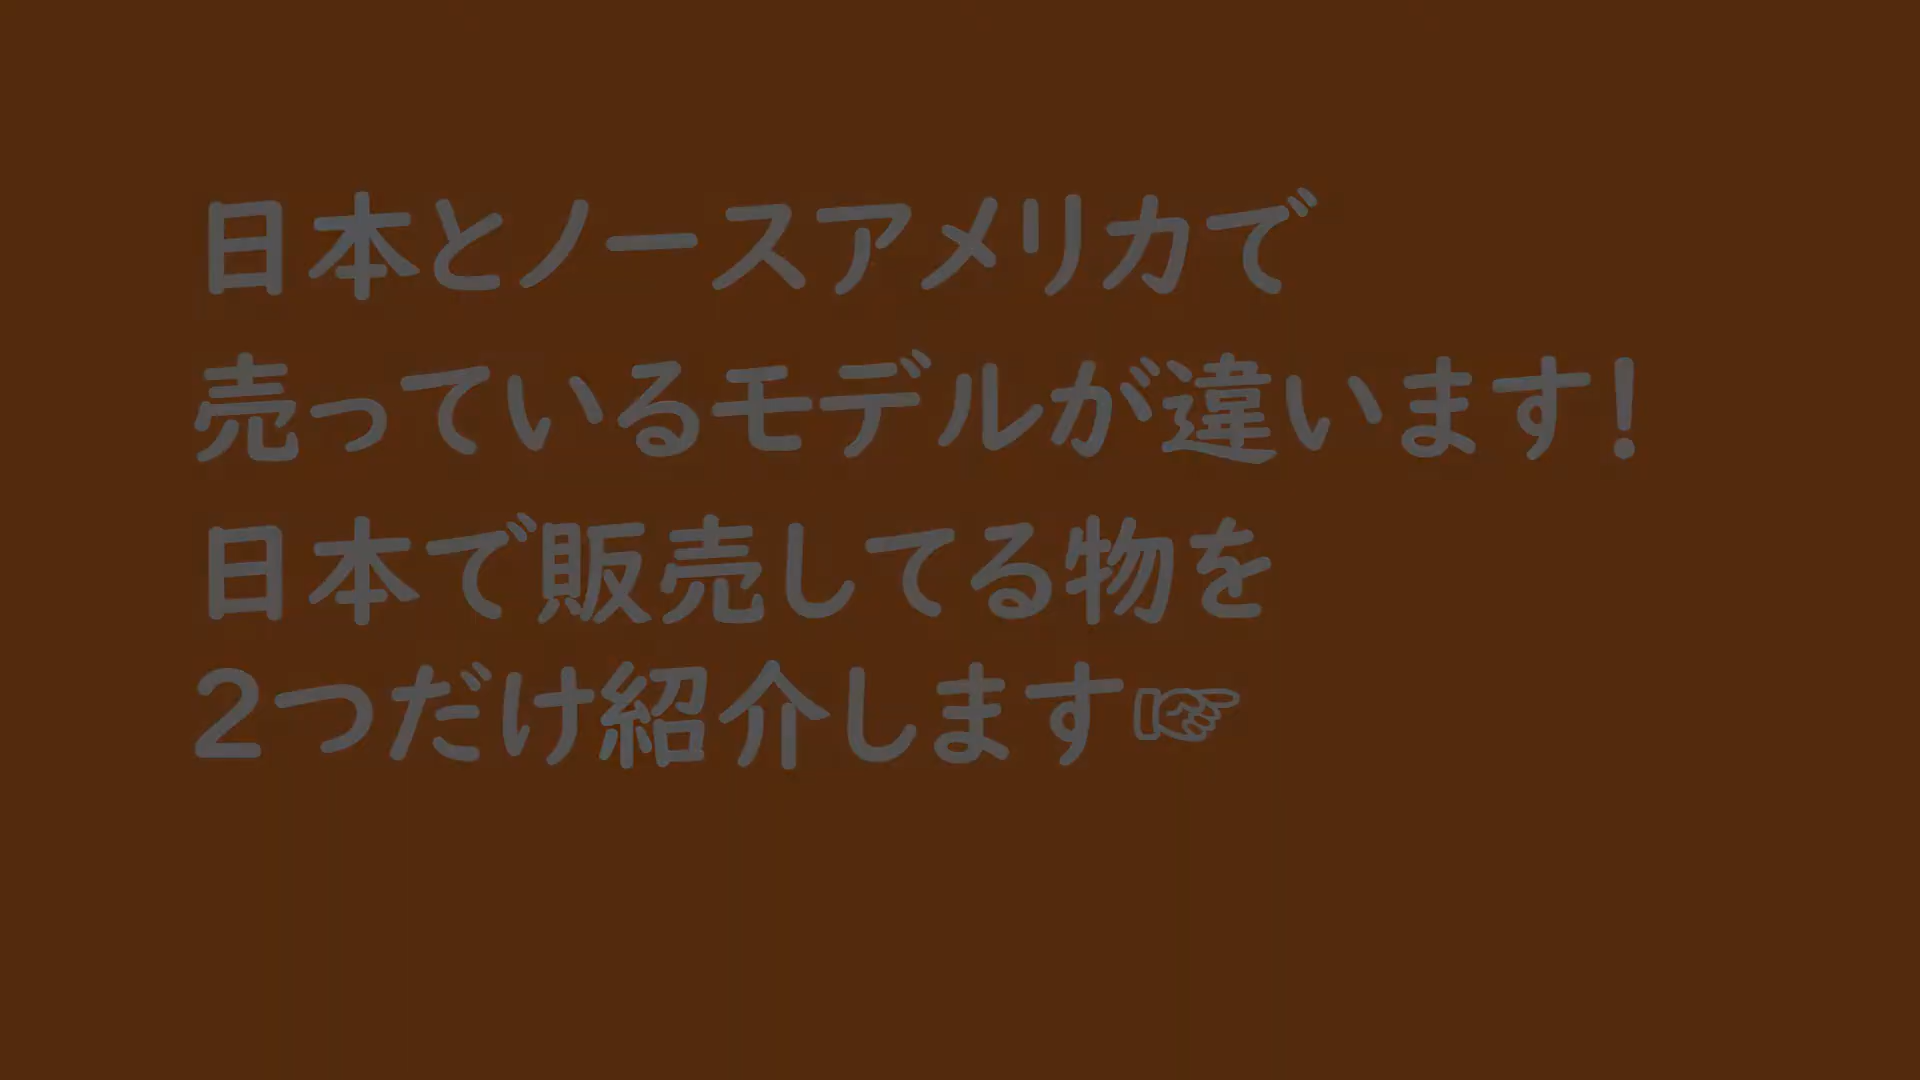 日本とノースアメリカで
売っているモデルが違います!
日本で販売してる物を
2つだけ紹介します☞